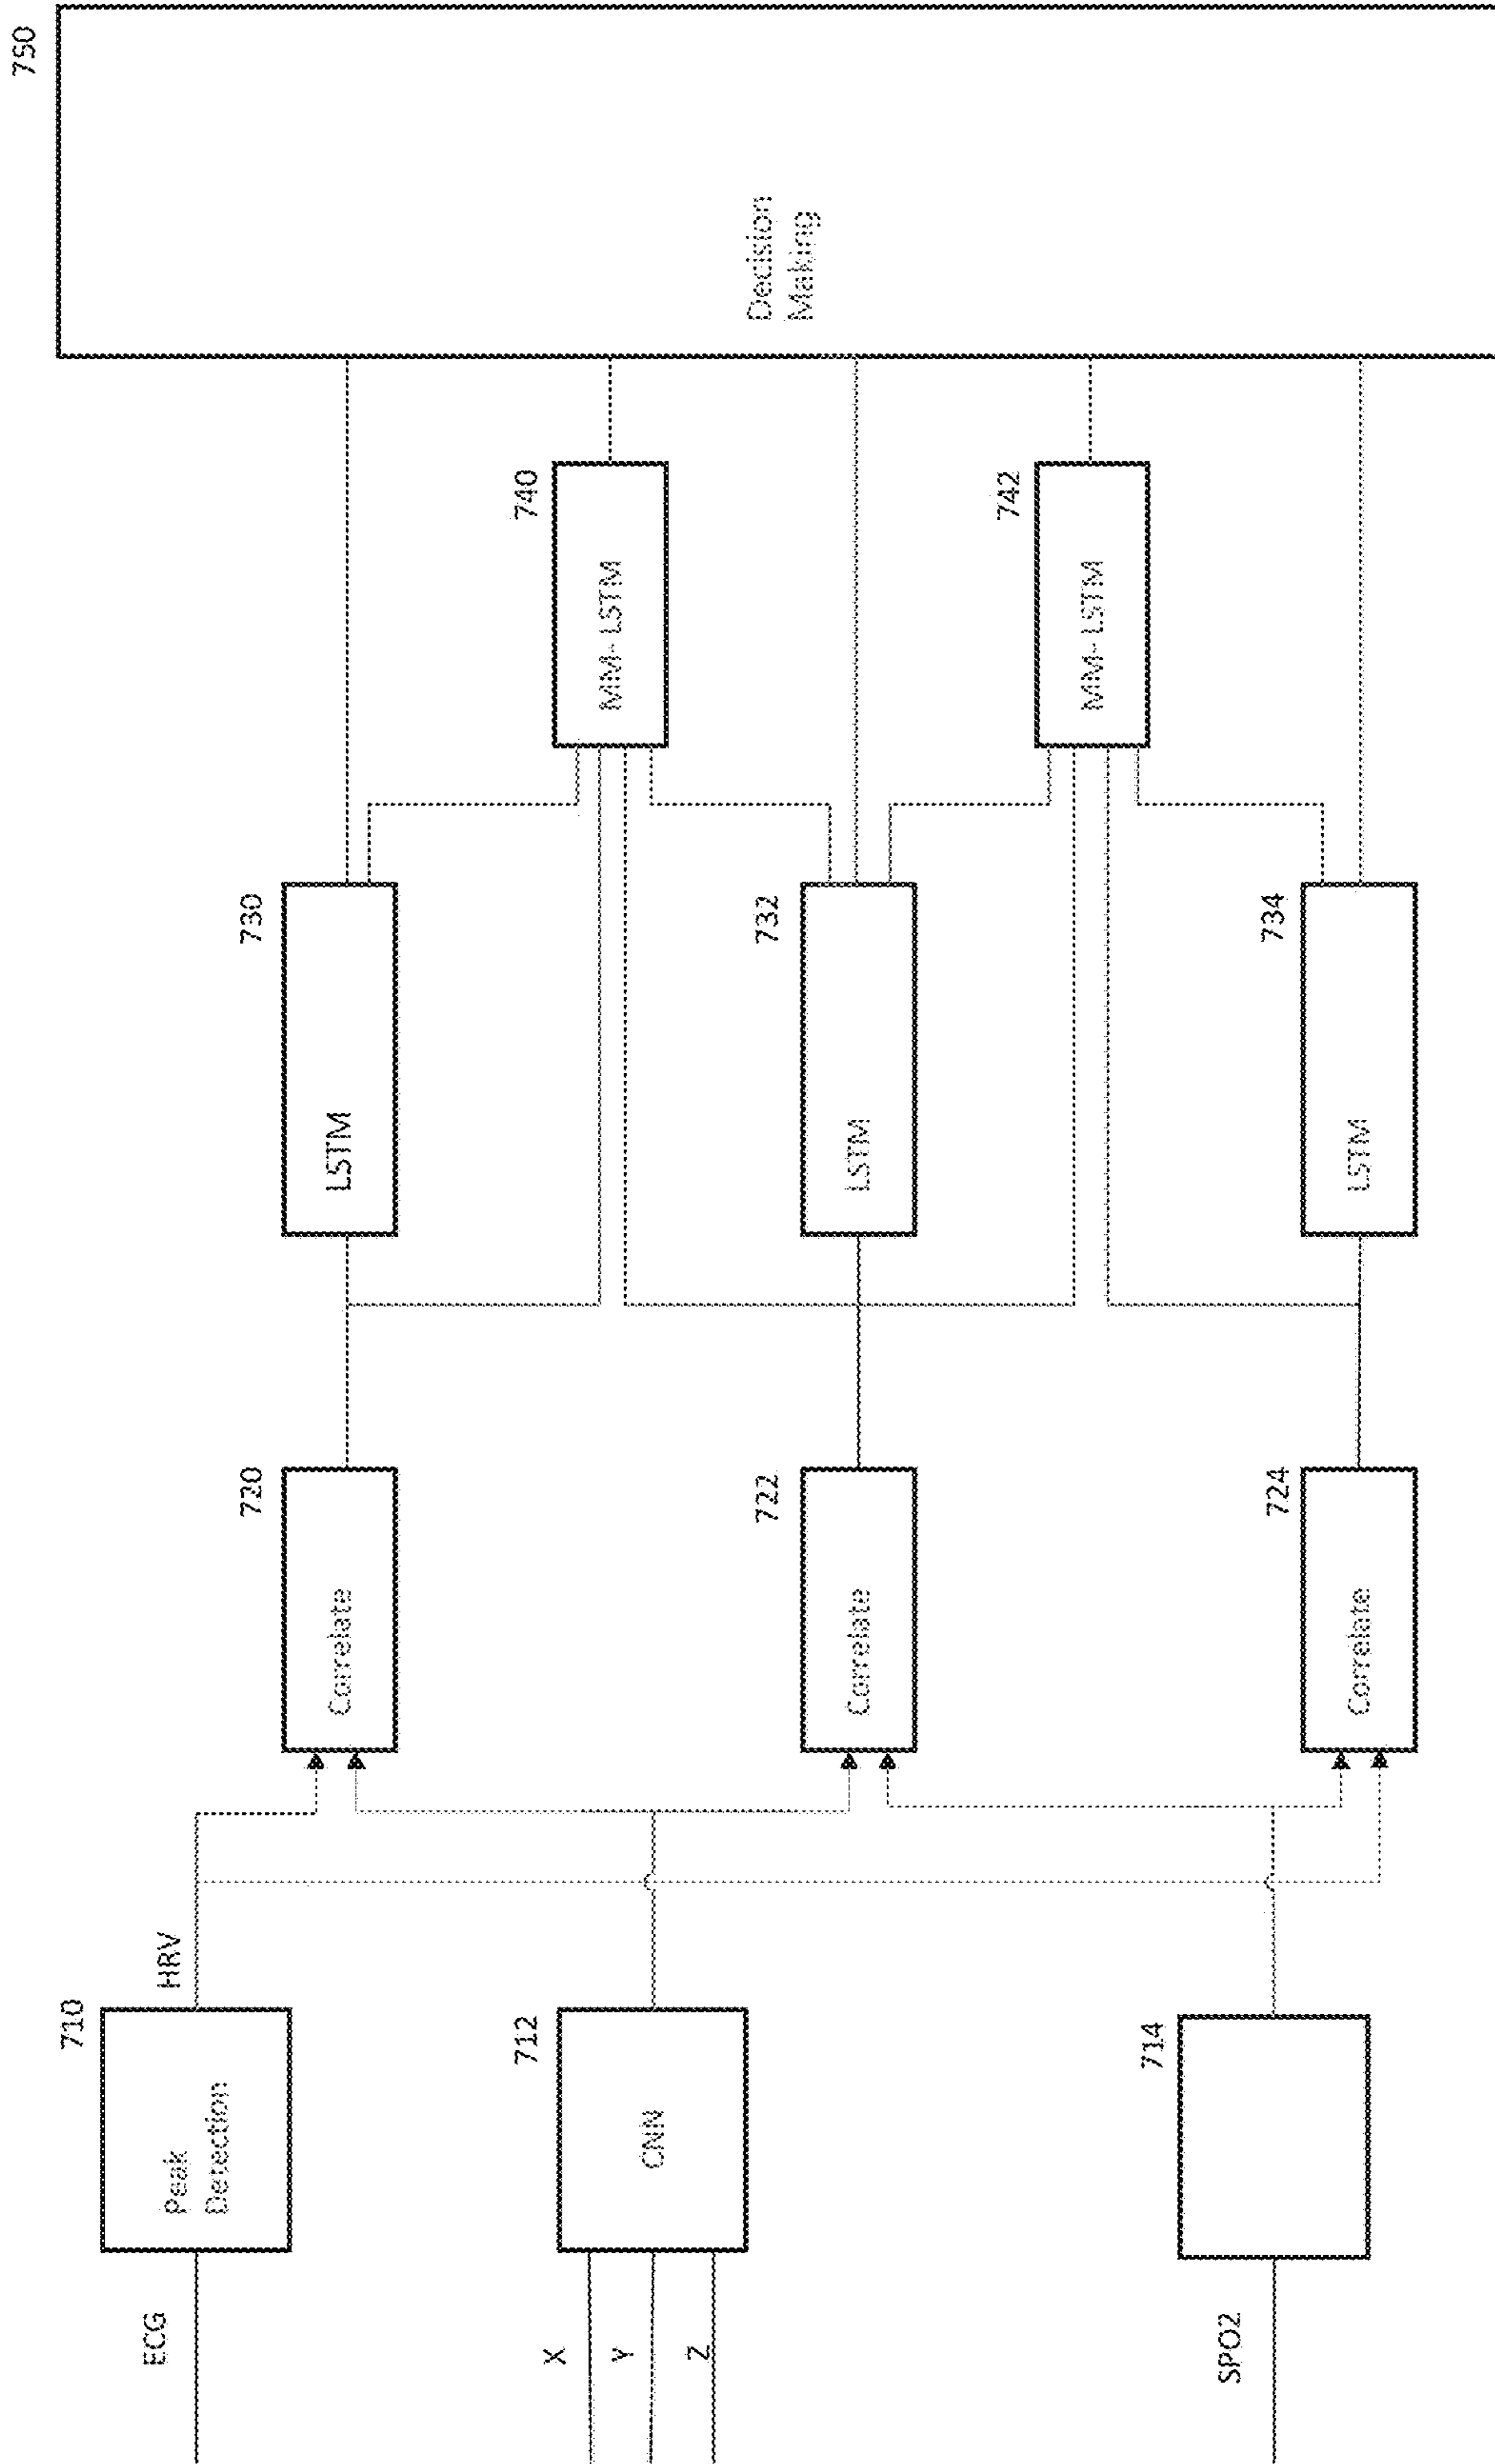 ECG
Peak
Detection
710
HRV
X
Y
Z
CNN
712
SPO2
714
Correlate
720
Correlate
722
Correlate
724
LSTM
730
LSTM
732
LSTM
734
MM- LSTM
740
MM- LSTM
742
Decision
Making
750